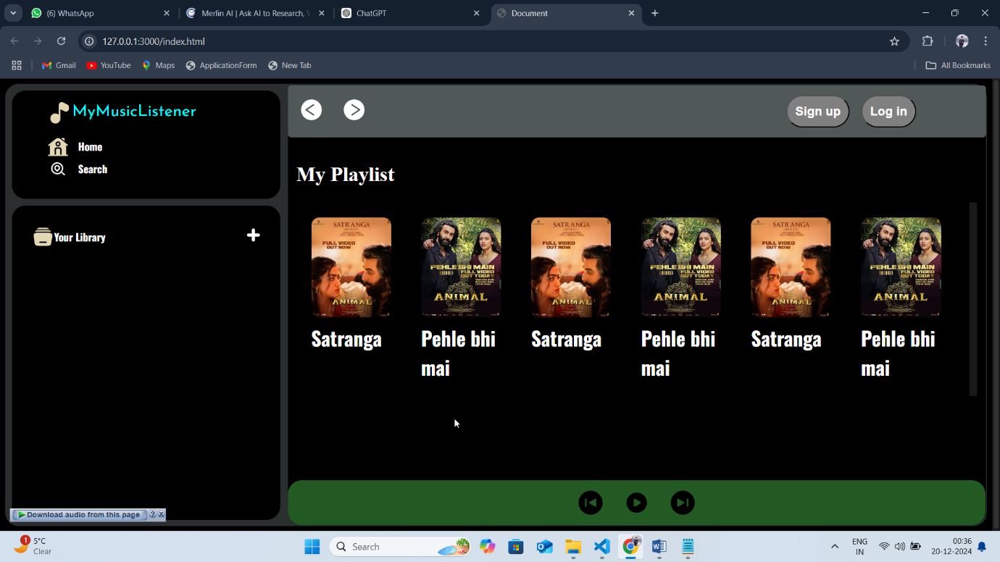 (6) WhatsApp
Merlin AI | Ask AI to Research,
ChatGPT
Document
127.0.0.1:3000/index.html
Gmail
YouTube
Maps
ApplicationForm
New Tab
All Bookmarks
MyMusicListener
Home
Search
Your Library
Sign up
Log in
My Playlist
SATRANGA
FULL VIDEO
OUT NOW
ANIMAL
PEHLE BHI MAIN
(HINDI)
FULL VIDEO
OUT TODAY
ANIMAL
SATRANGA
FULL VIDEO
OUT NOW
ANIMAL
PEHLE BHI MAIN
(HINDI)
FULL VIDEO
OUT TODAY
ANIMAL
SATRANGA
FULL VIDEO
OUT NOW
ANIMAL
PEHLE BHI MAIN
(HINDI)
FULL VIDEO
OUT TODAY
ANIMAL
Satranga
Pehle bhi
mai
Satranga
Pehle bhi
mai
Satranga
Pehle bhi
mai
Download audio from this page ? X
1
5°C
Clear
Search
ENG
IN
00:36
20-12-2024